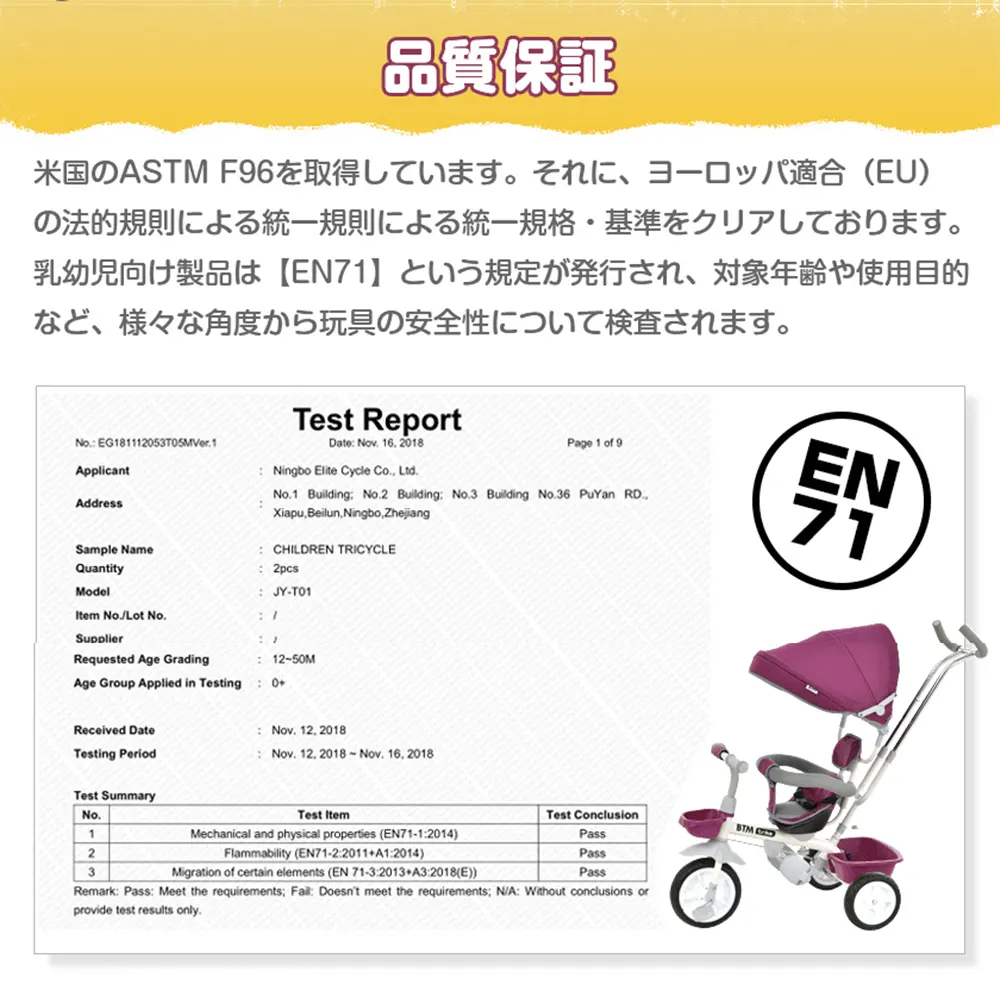 品質保証
米国のASTM F96を取得しています。それに、ヨーロッパ適合（EU）
の法的規則による統一規則による統一規格・基準をクリアしております。
乳幼児向け製品は【EN71】という規定が発行され、対象年齢や使用目的
など、様々な角度から玩具の安全性について検査されます。
Test Report
No.: EG181112053T05MVer.1 Date: Nov. 16, 2018 Page 1 of 9
Applicant : Ningbo Elite Cycle Co., Ltd.
Address : No.1 Building; No.2 Building; No.3 Building No.36 PuYan RD.,
Xiapu,Beilun,Ningbo,Zhejiang
Sample Name : CHILDREN TRICYCLE
Quantity : 2pcs
Model : JY-T01
Item No./Lot No. : /
Supplier : /
Requested Age Grading : 12~50M
Age Group Applied in Testing : 0+
Received Date : Nov. 12, 2018
Testing Period : Nov. 12, 2018 ~ Nov. 16, 2018
Test Summary
No. Test Item Test Conclusion
1 Mechanical and physical properties (EN71-1:2014) Pass
2 Flammability (EN71-2:2011+A1:2014) Pass
3 Migration of certain elements (EN 71-3:2013+A3:2018(E)) Pass
Remark: Pass: Meet the requirements; Fail: Doesn't meet the requirements; N/A: Without conclusions or
provide test results only.
EN
71
BTM